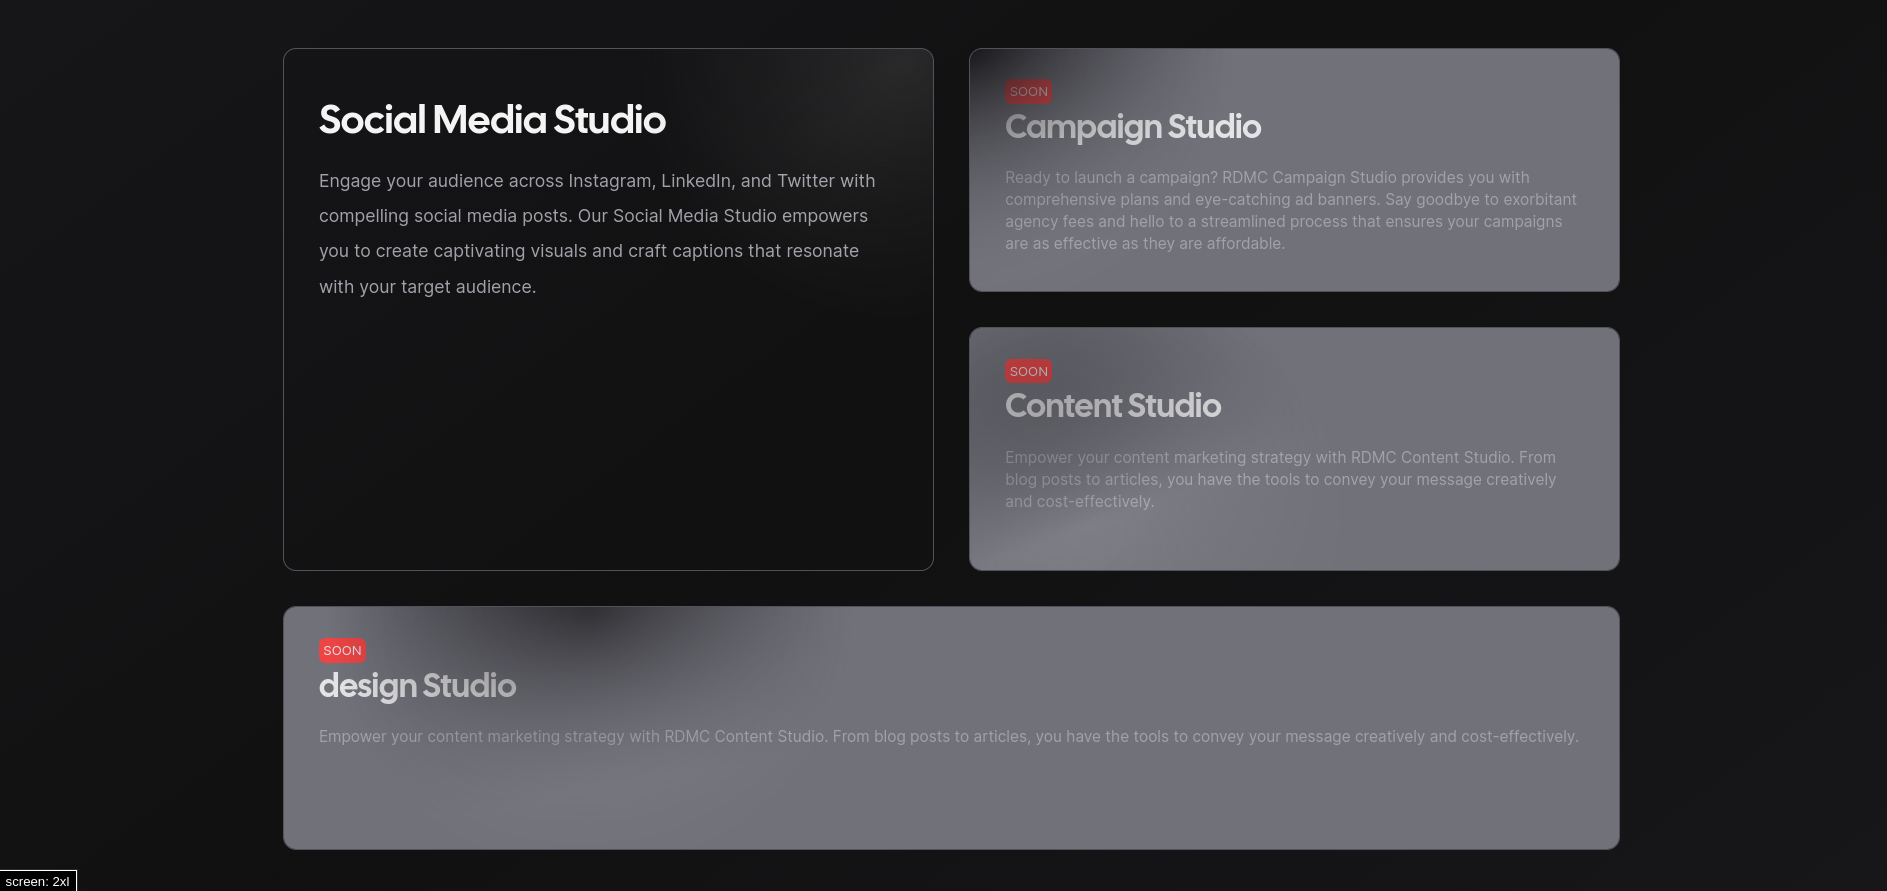 Social Media Studio
Engage your audience across Instagram, LinkedIn, and Twitter with
compelling social media posts. Our Social Media Studio empowers
you to create captivating visuals and craft captions that resonate
with your target audience.
SOON
Campaign Studio
Ready to launch a campaign? RDMC Campaign Studio provides you with
comprehensive plans and eye-catching ad banners. Say goodbye to exorbitant
agency fees and hello to a streamlined process that ensures your campaigns
are as effective as they are affordable.
SOON
Content Studio
Empower your content marketing strategy with RDMC Content Studio. From
blog posts to articles, you have the tools to convey your message creatively
and cost-effectively.
SOON
design Studio
Empower your content marketing strategy with RDMC Content Studio. From blog posts to articles, you have the tools to convey your message creatively and cost-effectively.
screen: 2xl